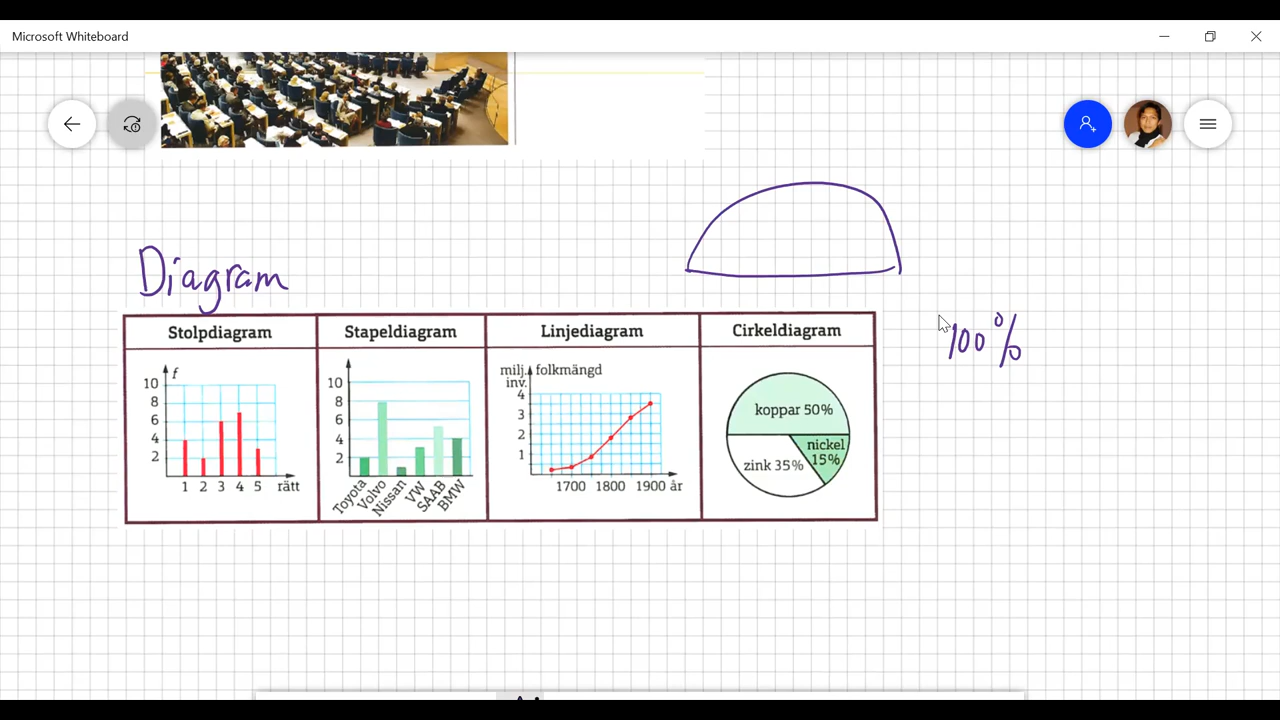 Microsoft Whiteboard
Diagram
100%
Stolpdiagram
Stapeldiagram
Linjediagram
Cirkeldiagram
f
10
8
6
4
2
1 2 3 4 5 rätt
10
8
6
4
2
Toyota
Volvo
Nissan
VW
SAAB
BMW
milj. folkmängd
inv.
4
3
2
1
1700 1800 1900 år
koppar 50%
nickel
15%
zink 35%